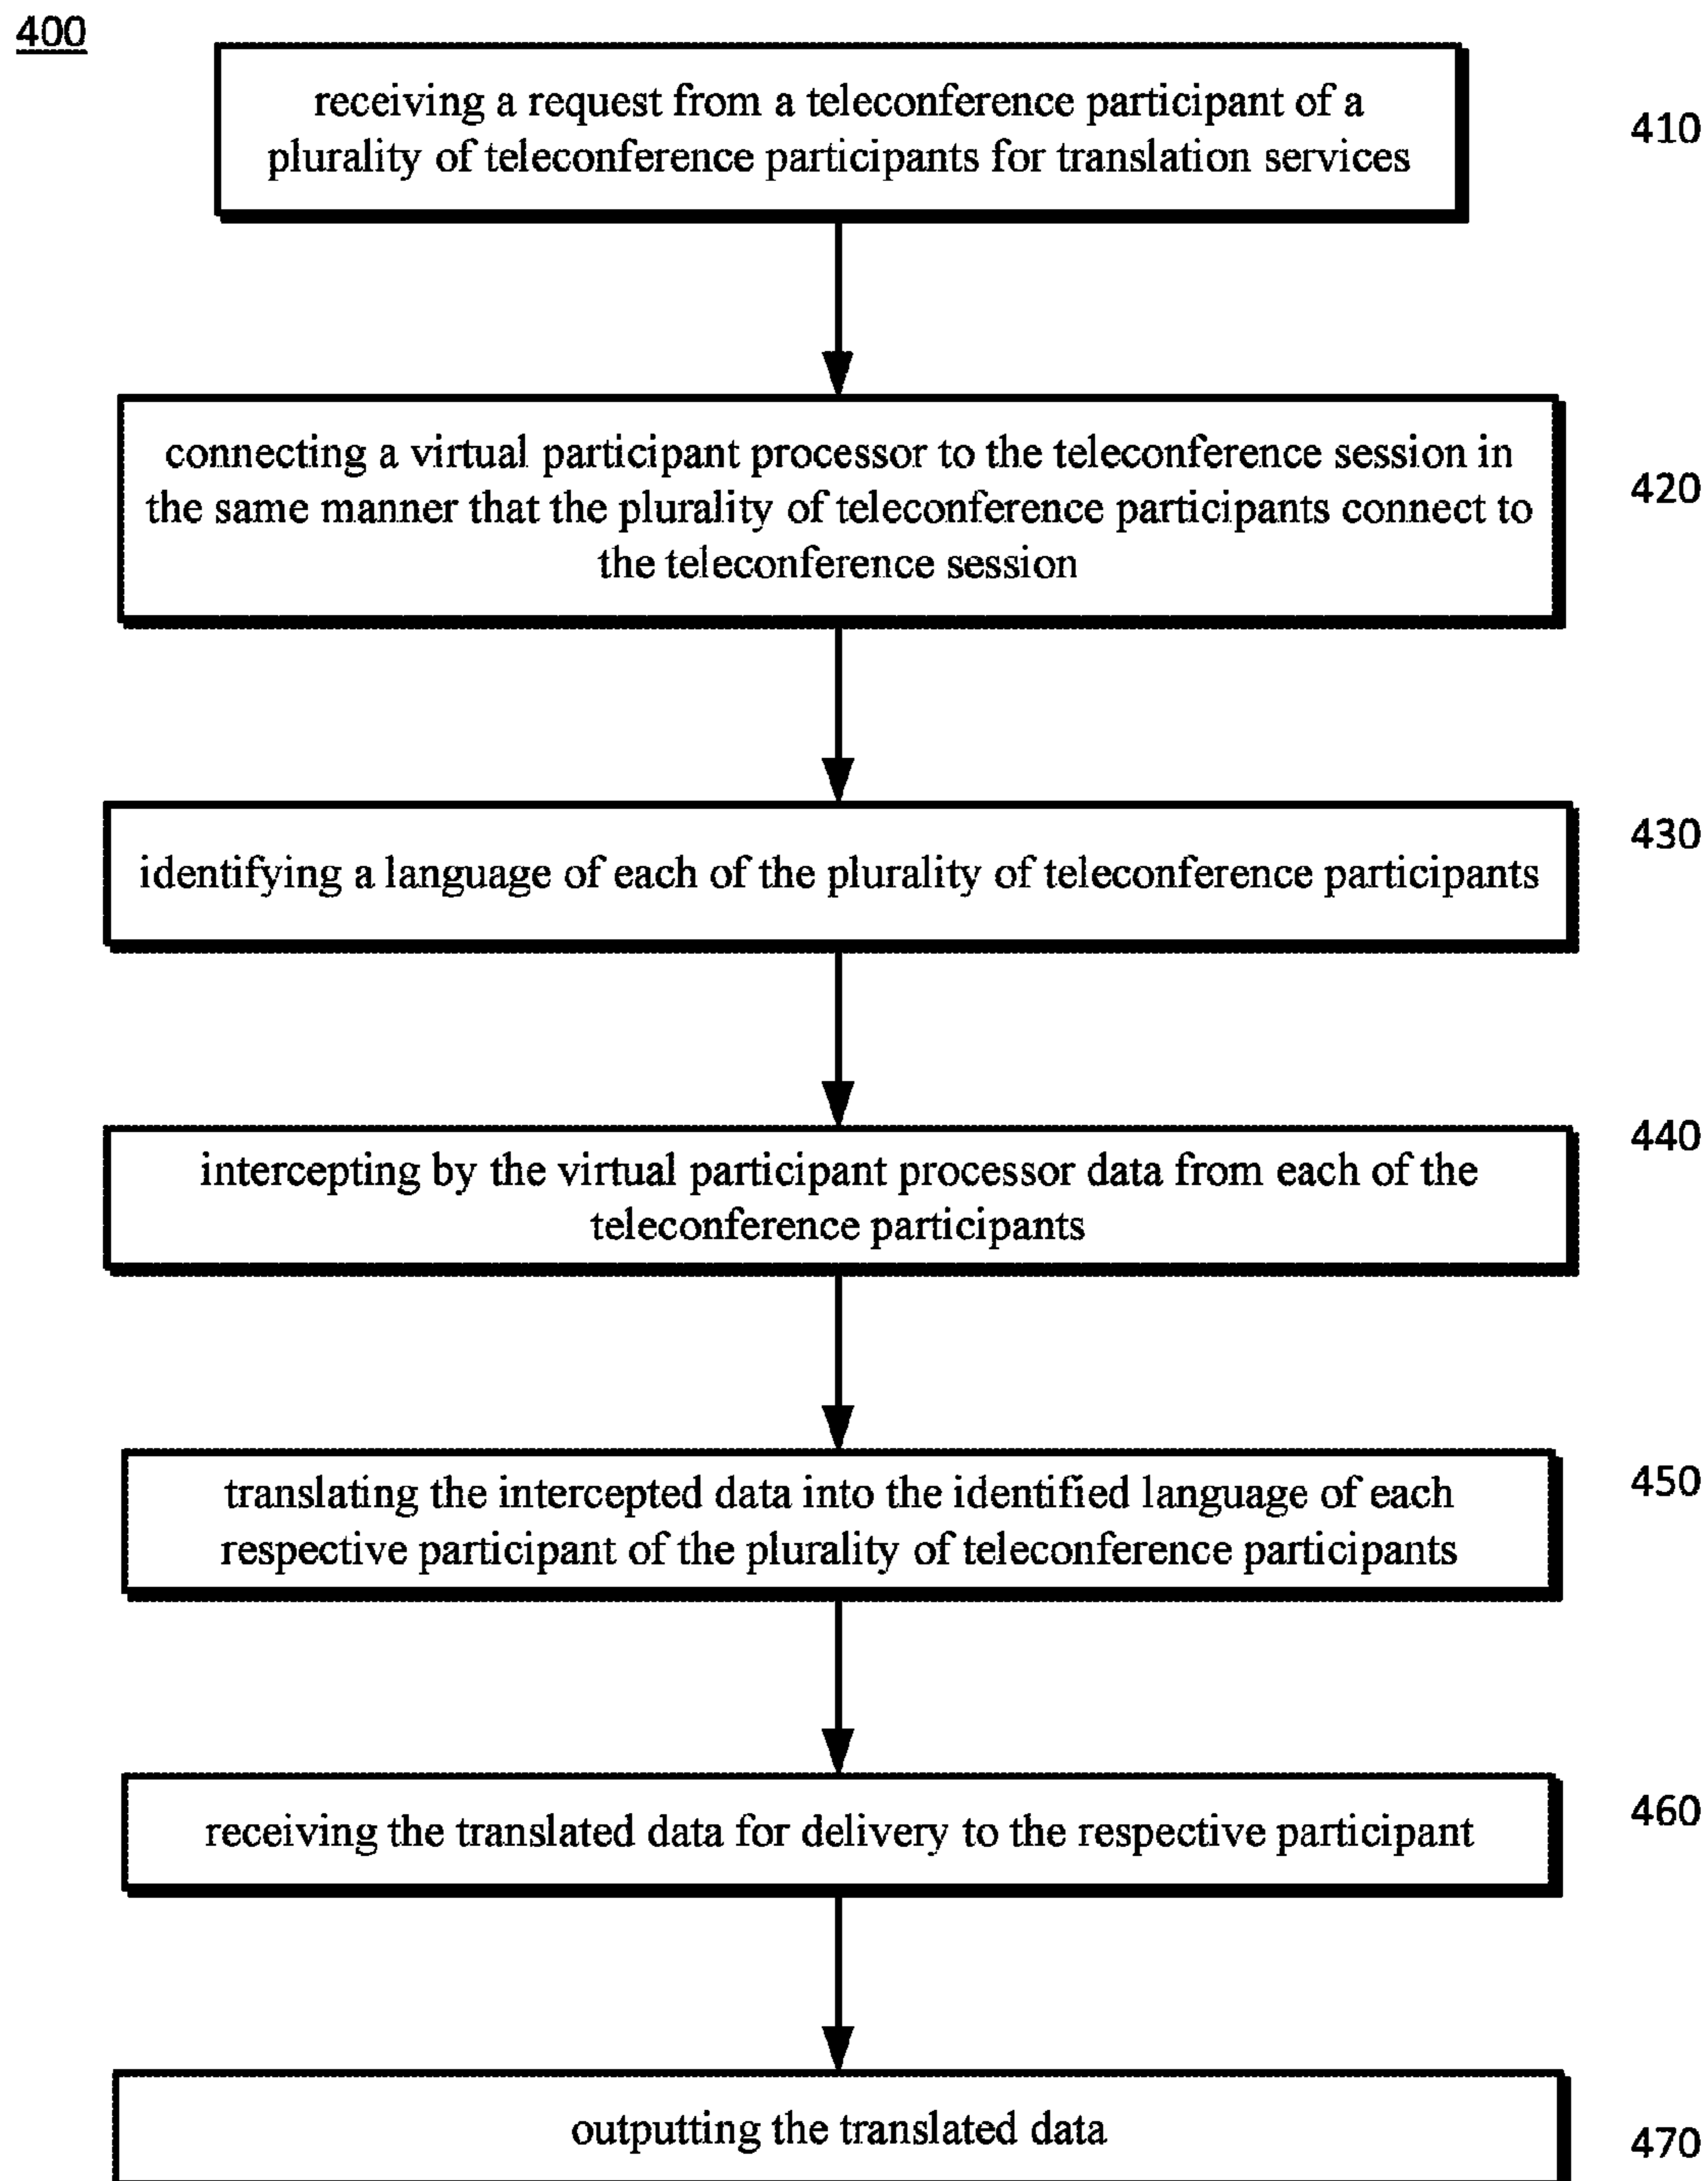 400
receiving a request from a teleconference participant of a
plurality of teleconference participants for translation services
410
connecting a virtual participant processor to the teleconference session in
the same manner that the plurality of teleconference participants connect to
the teleconference session
420
identifying a language of each of the plurality of teleconference participants
430
intercepting by the virtual participant processor data from each of the
teleconference participants
440
translating the intercepted data into the identified language of each
respective participant of the plurality of teleconference participants
450
receiving the translated data for delivery to the respective participant
460
outputting the translated data
470